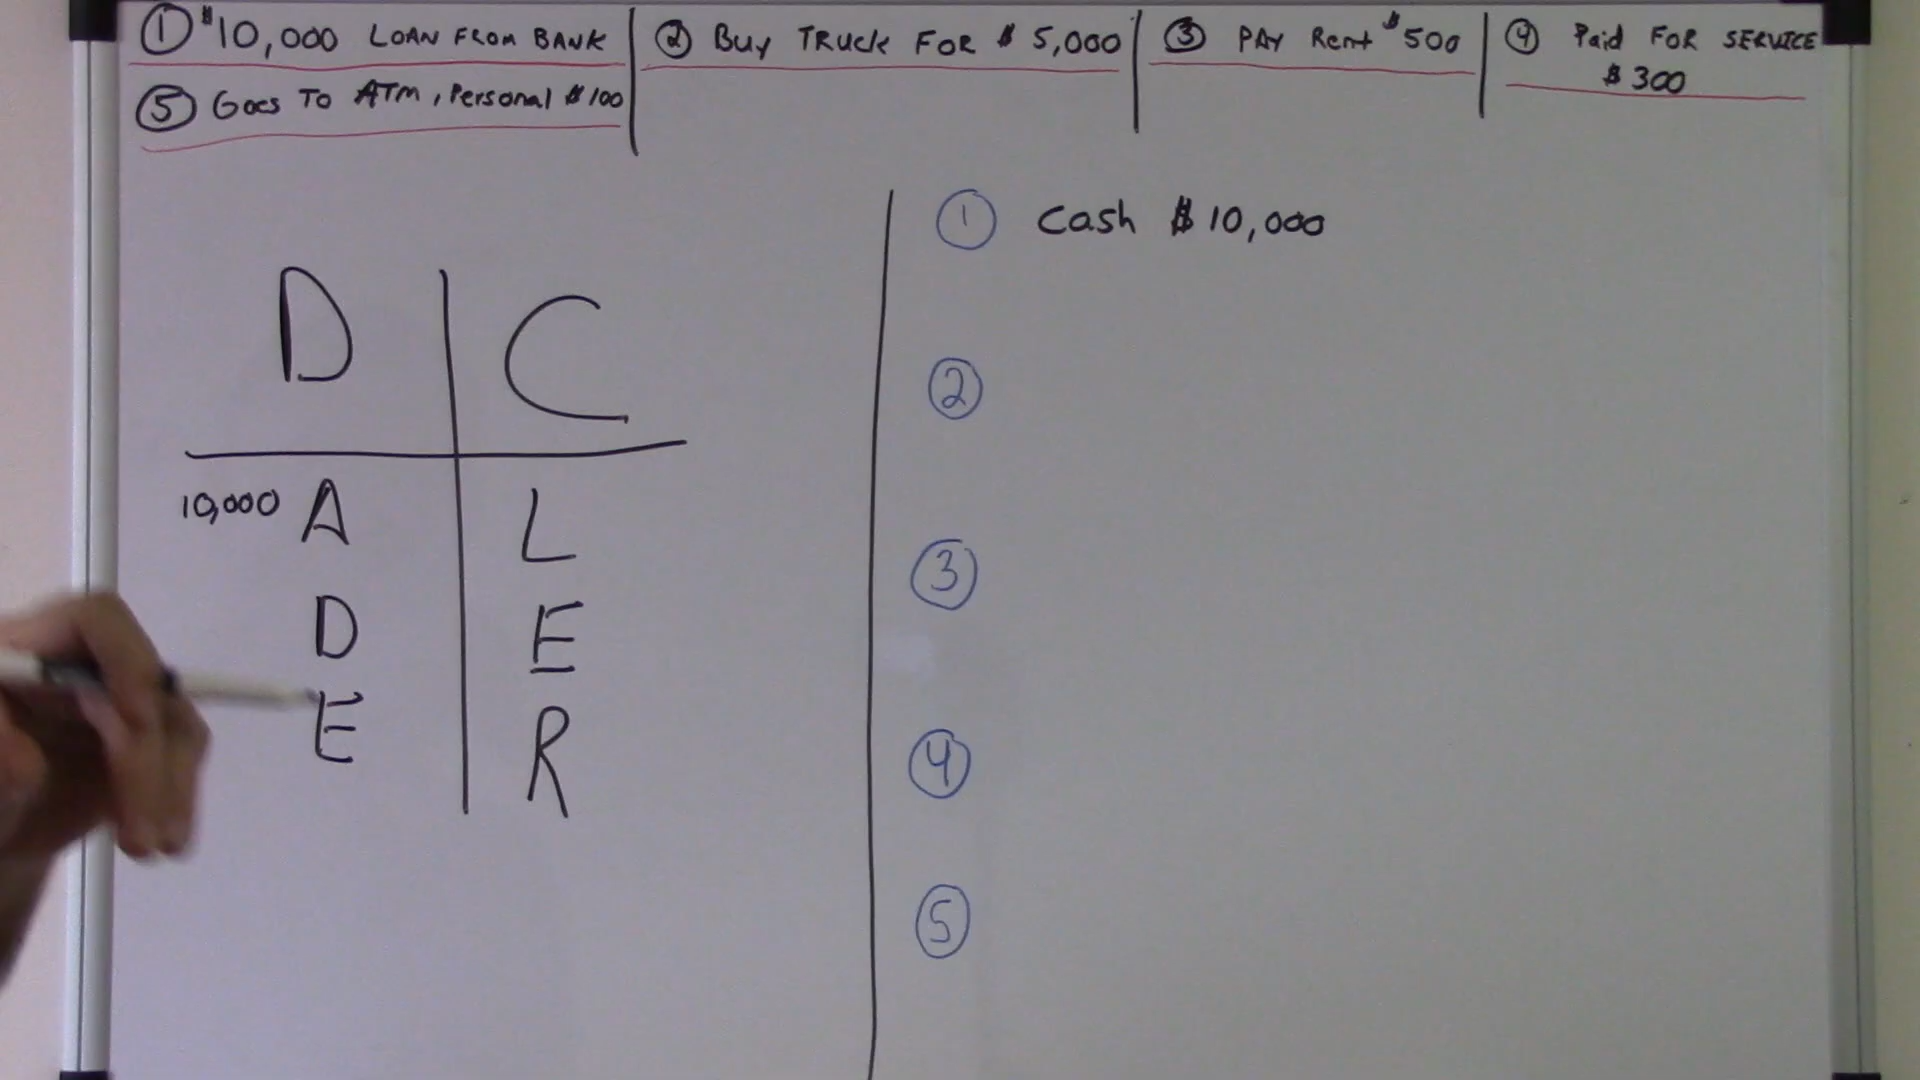 ① $10,000 LOAN FROM BANK
② Buy TRUCK FOR $ 5,000
③ PAY Rent $500
④ Paid FOR SERVICE
$ 300
⑤ Goes To ATM, Personal $100
D C
10,000 A L
D E
E R
① Cash $ 10,000
②
③
④
⑤